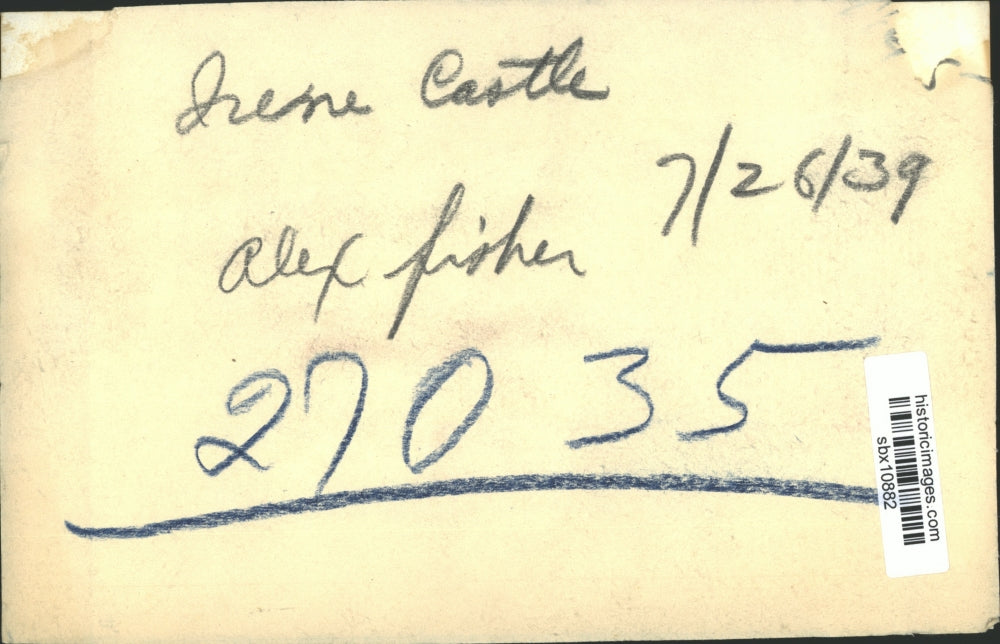 Irene Castle
7/26/39
Alex fisher
27035
historicimages.com
sbx10882